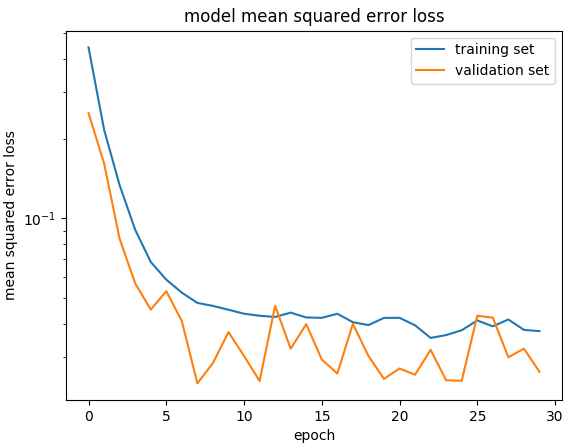 model mean squared error loss
training set
validation set
mean squared error loss
10⁻¹
0 5 10 15 20 25 30
epoch